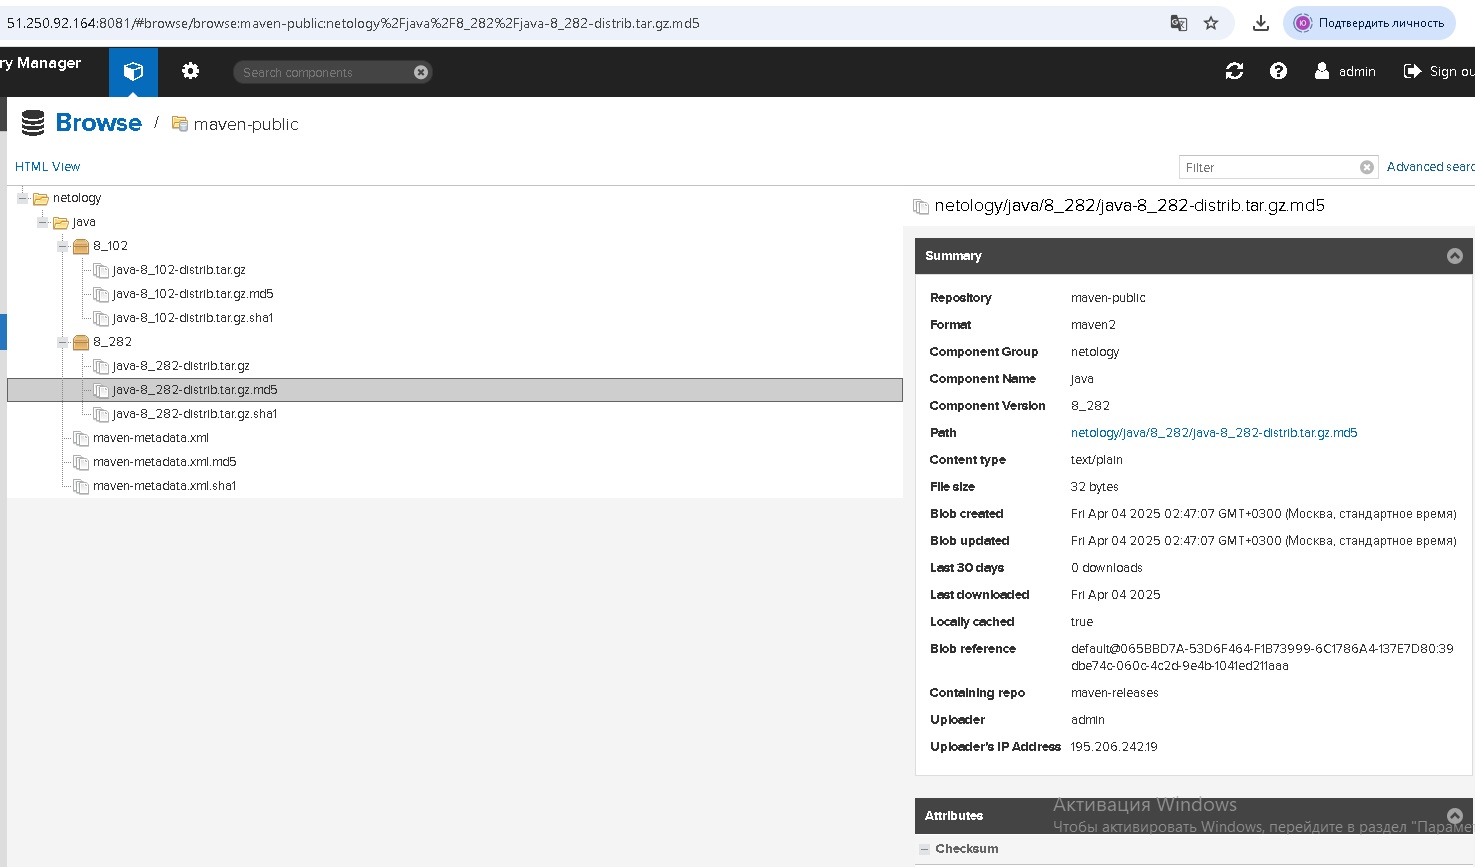 51.250.92.164:8081/#browse/browse:maven-public:netology%2Fjava%2F8_282%2Fjava-8_282-distrib.tar.gz.md5
Подтвердить личность
ry Manager
Search components
admin
Sign ou
Browse / maven-public
HTML View
Filter
Advanced searc
netology
java
8_102
java-8_102-distrib.tar.gz
java-8_102-distrib.tar.gz.md5
java-8_102-distrib.tar.gz.sha1
8_282
java-8_282-distrib.tar.gz
java-8_282-distrib.tar.gz.md5
java-8_282-distrib.tar.gz.sha1
maven-metadata.xml
maven-metadata.xml.md5
maven-metadata.xml.sha1
netology/java/8_282/java-8_282-distrib.tar.gz.md5
Summary
Repository maven-public
Format maven2
Component Group netology
Component Name java
Component Version 8_282
Path netology/java/8_282/java-8_282-distrib.tar.gz.md5
Content type text/plain
File size 32 bytes
Blob created Fri Apr 04 2025 02:47:07 GMT+0300 (Москва, стандартное время)
Blob updated Fri Apr 04 2025 02:47:07 GMT+0300 (Москва, стандартное время)
Last 30 days 0 downloads
Last downloaded Fri Apr 04 2025
Locally cached true
Blob reference default@065BBD7A-53D6F464-F1B73999-6C1786A4-137E7D80:39
dbe74c-060c-4c2d-9e4b-1041ed211aaa
Containing repo maven-releases
Uploader admin
Uploader's IP Address 195.206.242.19
Активация Windows
Attributes
Чтобы активировать Windows, перейдите в раздел "Параме
Checksum